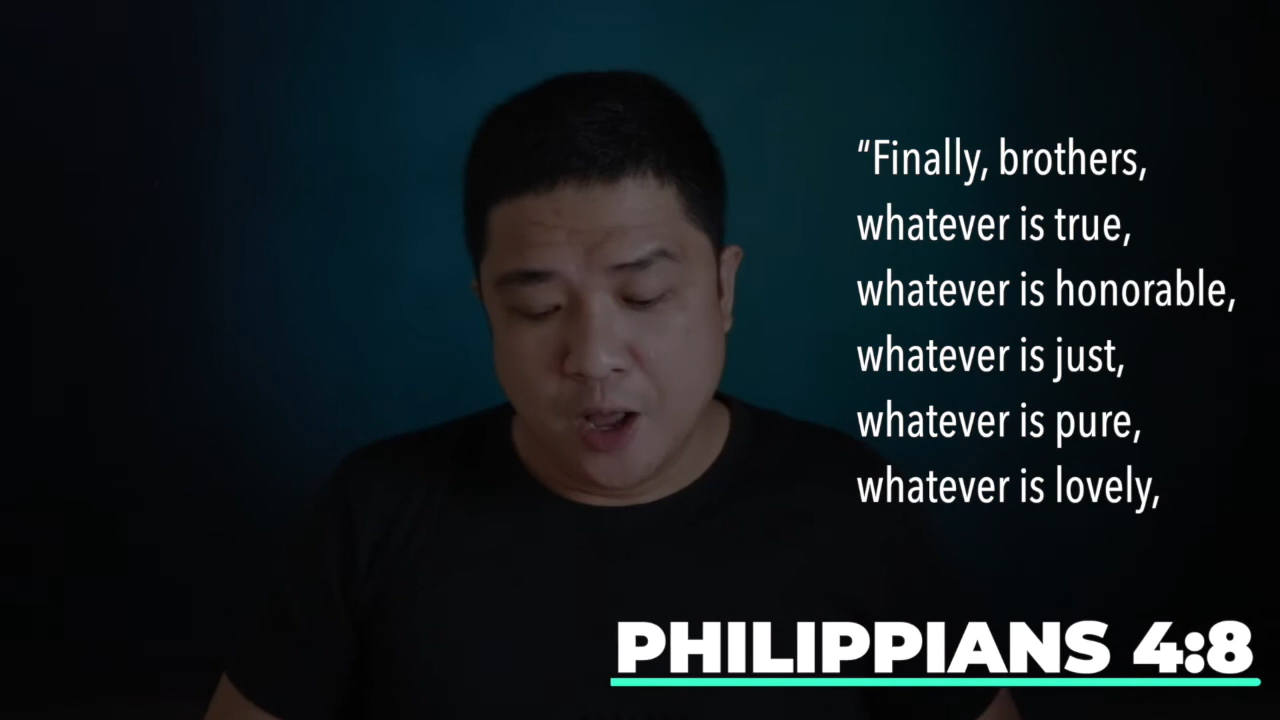 “Finally, brothers,
whatever is true,
whatever is honorable,
whatever is just,
whatever is pure,
whatever is lovely,
PHILIPPIANS 4:8